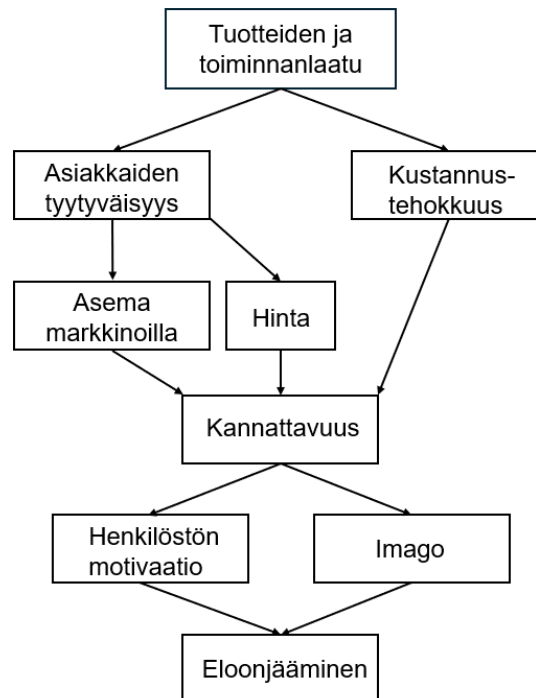 Tuotteiden ja
toiminnanlaatu
Asiakkaiden
tyytyväisyys
Kustannus-
tehokkuus
Asema
markkinoilla
Hinta
Kannattavuus
Henkilöstön
motivaatio
Imago
Eloonjääminen